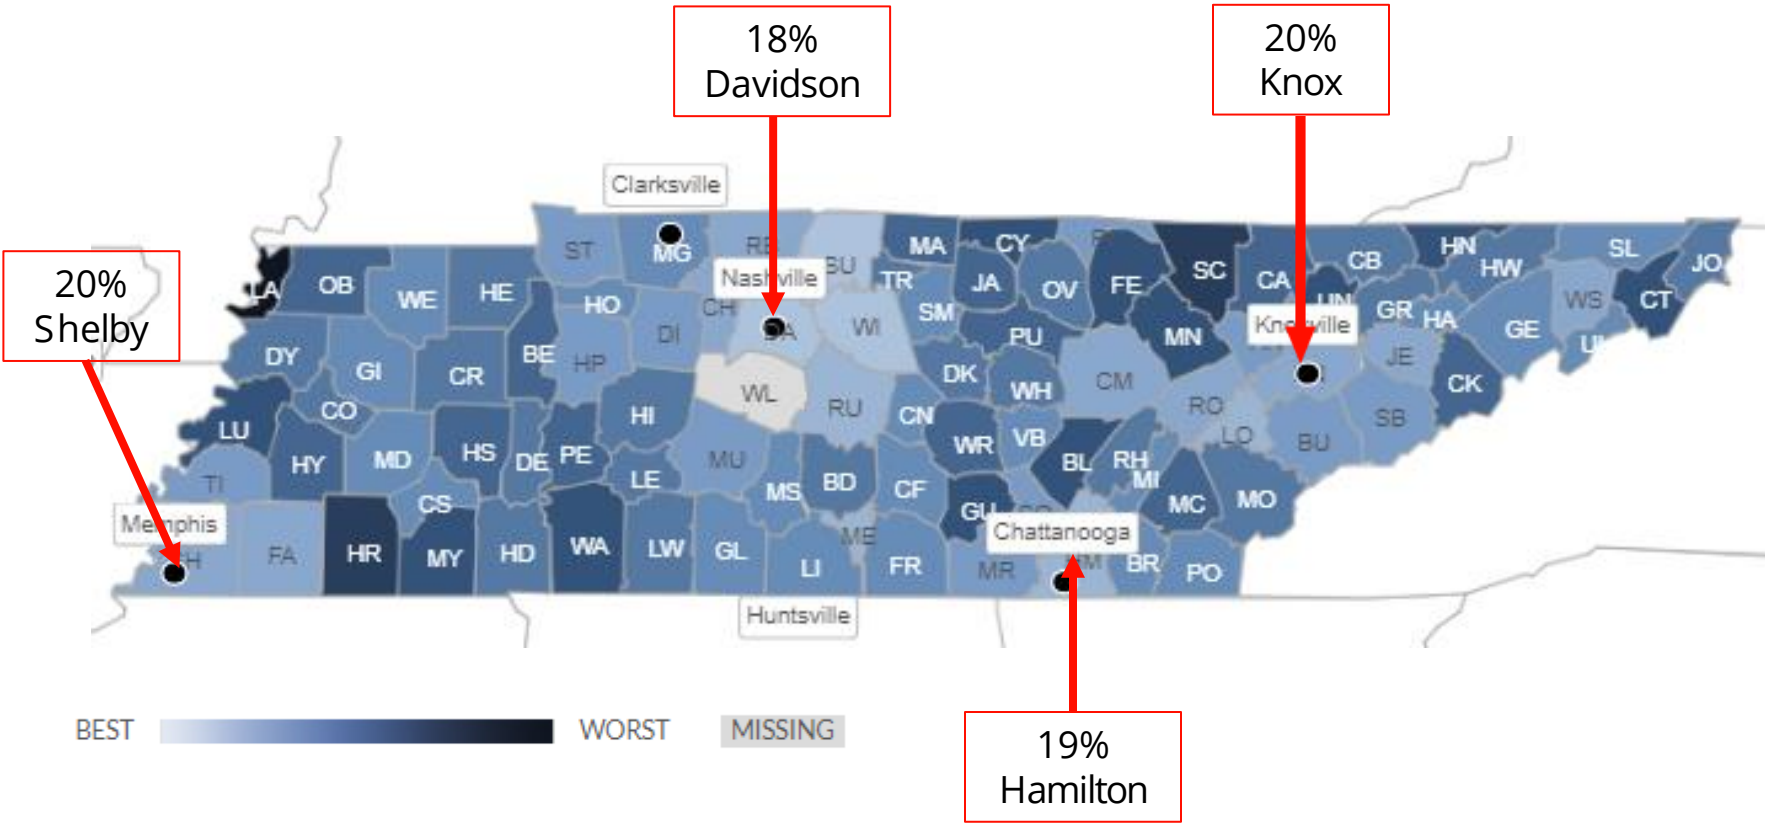 18%
Davidson
20%
Knox
20%
Shelby
Clarksville
Nashville
Knoxville
Memphis
Chattanooga
Huntsville
LA
OB
WE
HE
ST
MG
HO
CH
DI
WI
TR
MA
SM
CY
JA
OV
FE
SC
CA
CB
HN
HW
SL
JO
DY
GI
CR
BE
HP
WL
RU
DK
PU
WH
CM
MN
GR
HA
JE
GE
WS
CT
LU
CO
HY
MD
HS
DE
PE
HI
LE
MU
CN
WR
VB
BL
RH
MI
RO
LO
BU
SB
CK
TI
CS
MS
BD
CF
GU
MC
MO
FA
HR
MY
HD
WA
LW
GL
LI
ME
FR
MR
BR
PO
BEST
WORST
MISSING
19%
Hamilton